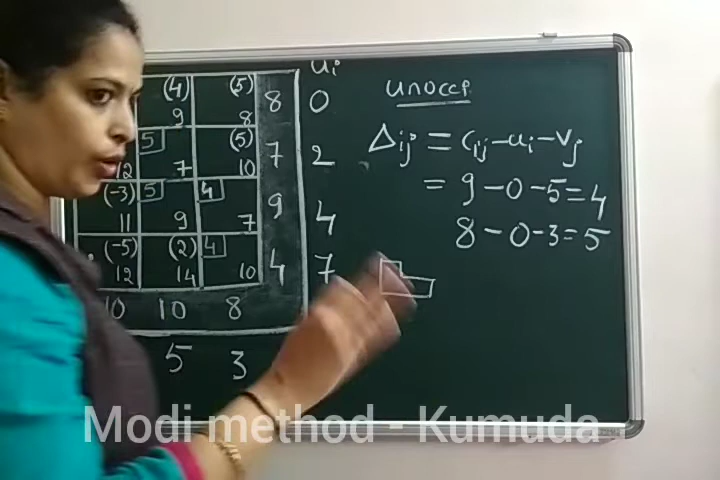 ui
(4) (5) 8 0
9 8
5 (5) 7 2
12 7 10
(-3) 5 4 9 4
11 9 7
(-5) (2) 4 4 7
12 14 10
10 10 8
5 3
unoccp
Δij = Cij - ui - vj
= 9 - 0 - 5 = 4
8 - 0 - 3 = 5
Modi method - Kumuda